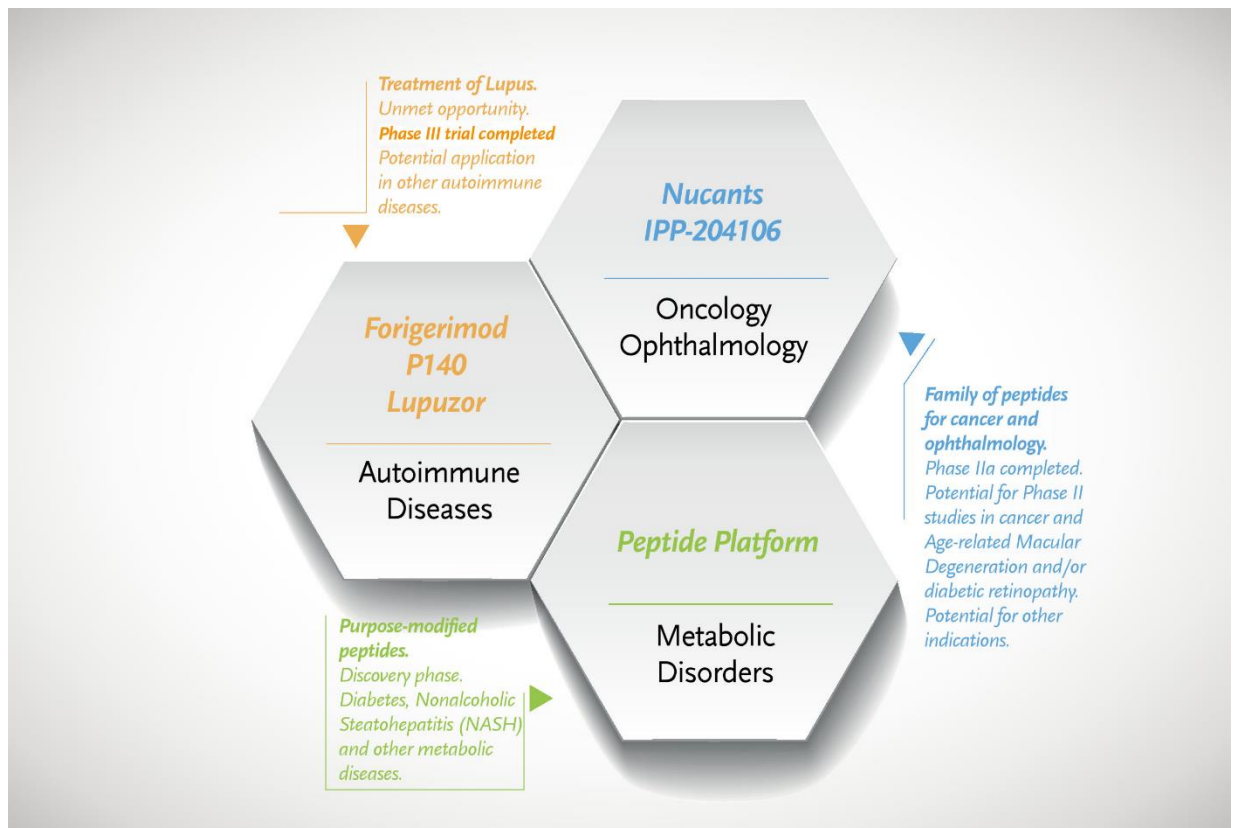 Treatment of Lupus.
Unmet opportunity.
Phase III trial completed
Potential application
in other autoimmune
diseases.
Nucants
IPP-204106
Oncology
Ophthalmology
Forigerimod
P140
Lupuzor
Autoimmune
Diseases
Family of peptides
for cancer and
ophthalmology.
Phase IIa completed.
Potential for Phase II
studies in cancer and
Age-related Macular
Degeneration and/or
diabetic retinopathy.
Potential for other
indications.
Peptide Platform
Metabolic
Disorders
Purpose-modified
peptides.
Discovery phase.
Diabetes, Nonalcoholic
Steatohepatitis (NASH)
and other metabolic
diseases.